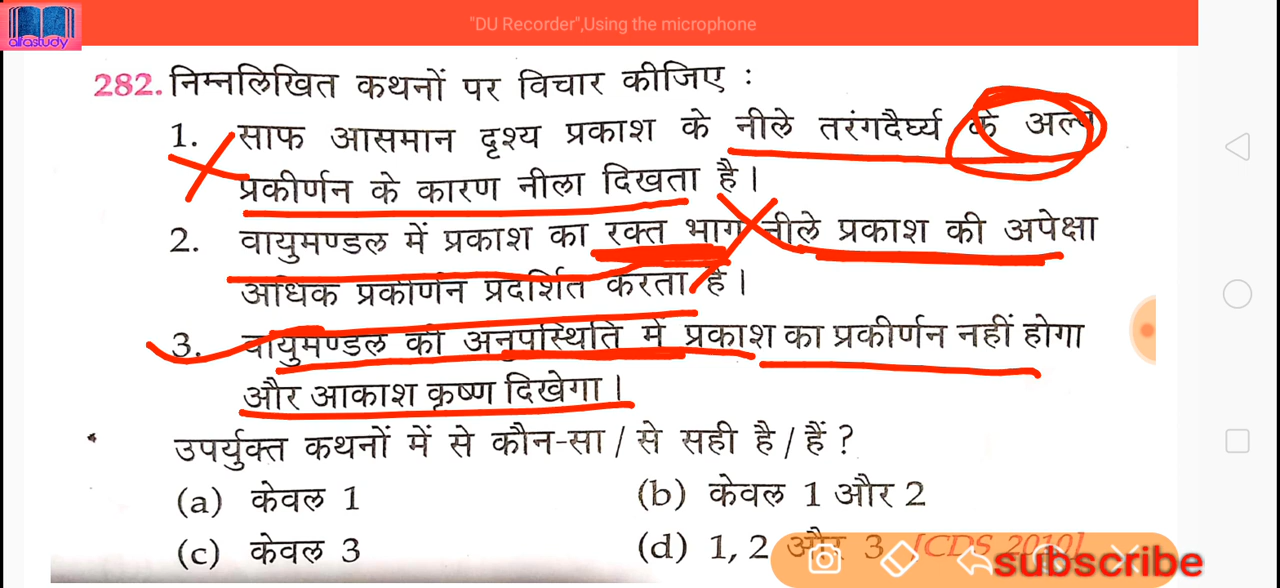 "DU Recorder",Using the microphone
alfastudy
282. निम्नलिखित कथनों पर विचार कीजिए :
1. साफ आसमान दृश्य प्रकाश के नीले तरंगदैर्घ्य के अल्प
प्रकीर्णन के कारण नीला दिखता है।
2. वायुमण्डल में प्रकाश का रक्त भाग नीले प्रकाश की अपेक्षा
अधिक प्रकीर्णन प्रदर्शित करता है।
3. वायुमण्डल की अनुपस्थिति में प्रकाश का प्रकीर्णन नहीं होगा
और आकाश कृष्ण दिखेगा।
उपर्युक्त कथनों में से कौन-सा / से सही है / हैं ?
(a) केवल 1
(b) केवल 1 और 2
(c) केवल 3
(d) 1, 2 और 3 [CDS 2010]
subscribe